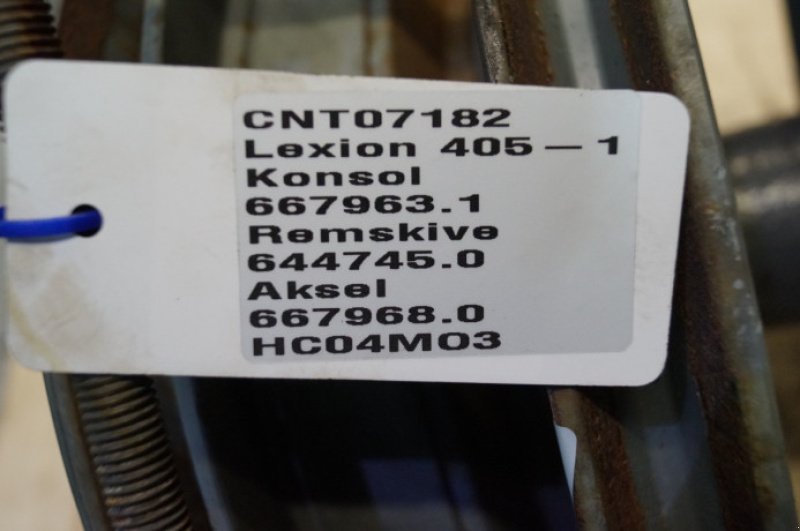 CNT07182
Lexion 405 – 1
Konsol
667963.1
Remskive
644745.0
Aksel
667968.0
HC04M03